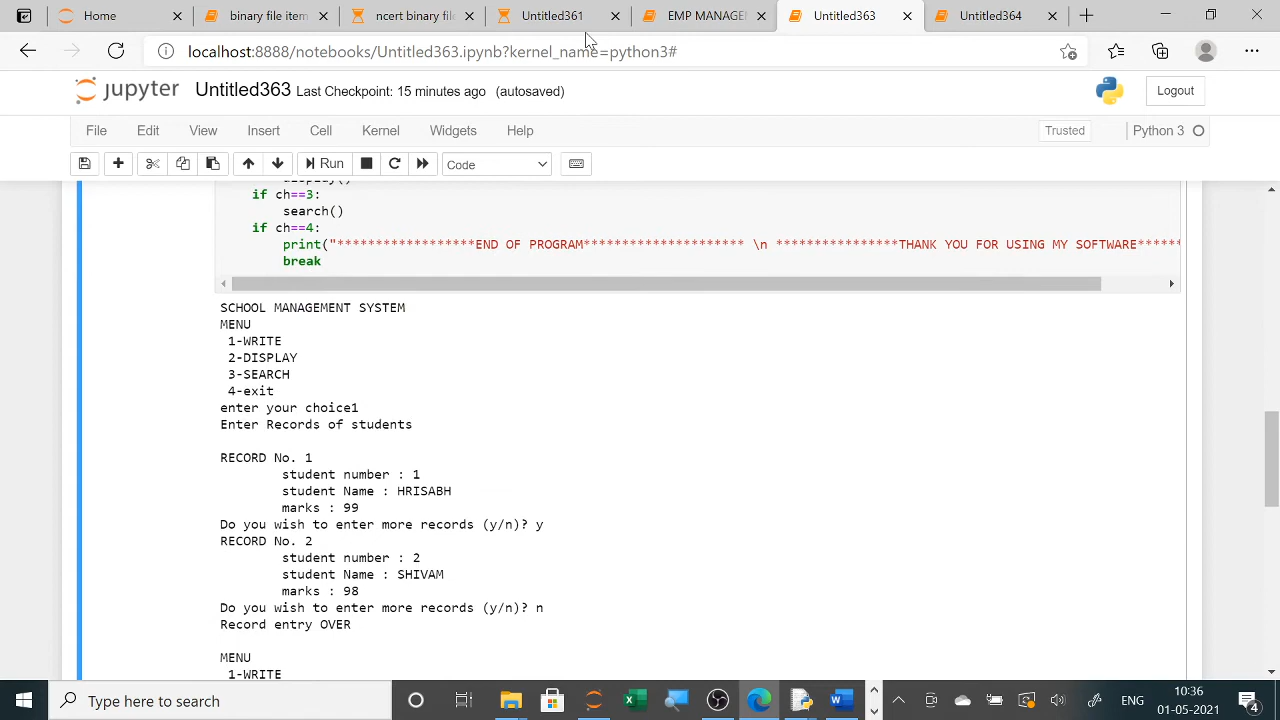 Home
binary file item
ncert binary file
Untitled361
EMP MANAGE
Untitled363
Untitled364
localhost:8888/notebooks/Untitled363.ipynb?kernel_name=python3#
jupyter Untitled363 Last Checkpoint: 15 minutes ago (autosaved)
Logout
File Edit View Insert Cell Kernel Widgets Help
Trusted
Python 3
Run
Code
display()
if ch==3:
search()
if ch==4:
print("******************END OF PROGRAM********************* \n ****************THANK YOU FOR USING MY SOFTWARE******
break
SCHOOL MANAGEMENT SYSTEM
MENU
1-WRITE
2-DISPLAY
3-SEARCH
4-exit
enter your choice1
Enter Records of students
RECORD No. 1
student number : 1
student Name : HRISABH
marks : 99
Do you wish to enter more records (y/n)? y
RECORD No. 2
student number : 2
student Name : SHIVAM
marks : 98
Do you wish to enter more records (y/n)? n
Record entry OVER
MENU
1-WRITE
Type here to search
ENG
10:36
01-05-2021
4